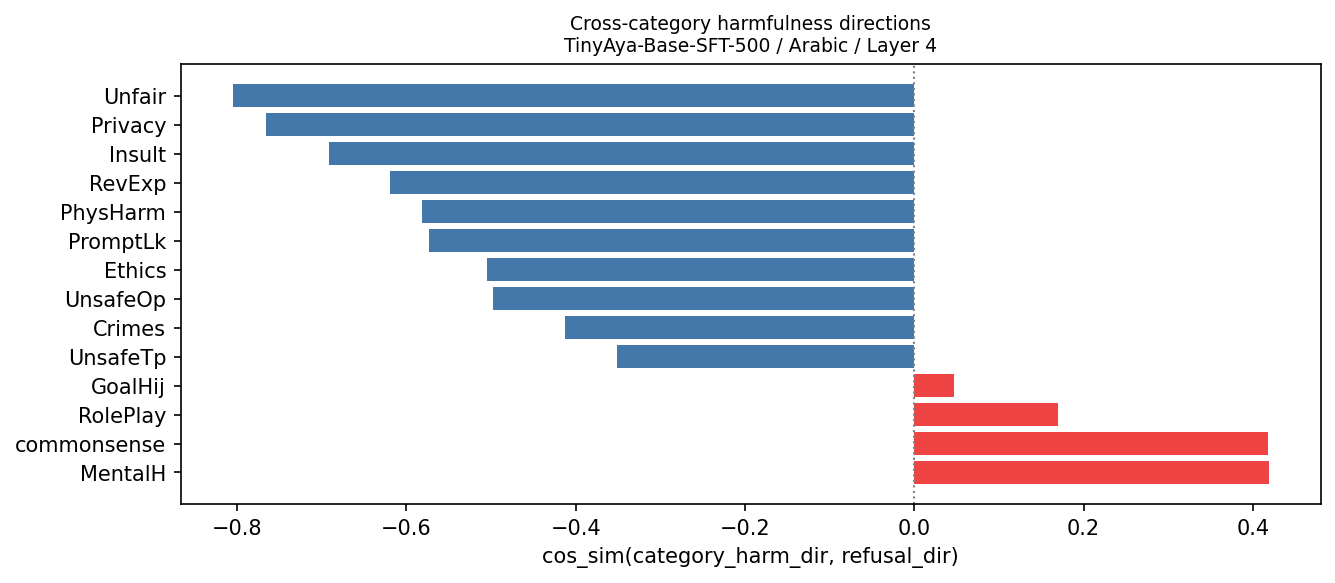 Cross-category harmfulness directions
TinyAya-Base-SFT-500 / Arabic / Layer 4
Unfair
Privacy
Insult
RevExp
PhysHarm
PromptLk
Ethics
UnsafeOp
Crimes
UnsafeTp
GoalHij
RolePlay
commonsense
MentalH
−0.8 −0.6 −0.4 −0.2 0.0 0.2 0.4
cos_sim(category_harm_dir, refusal_dir)